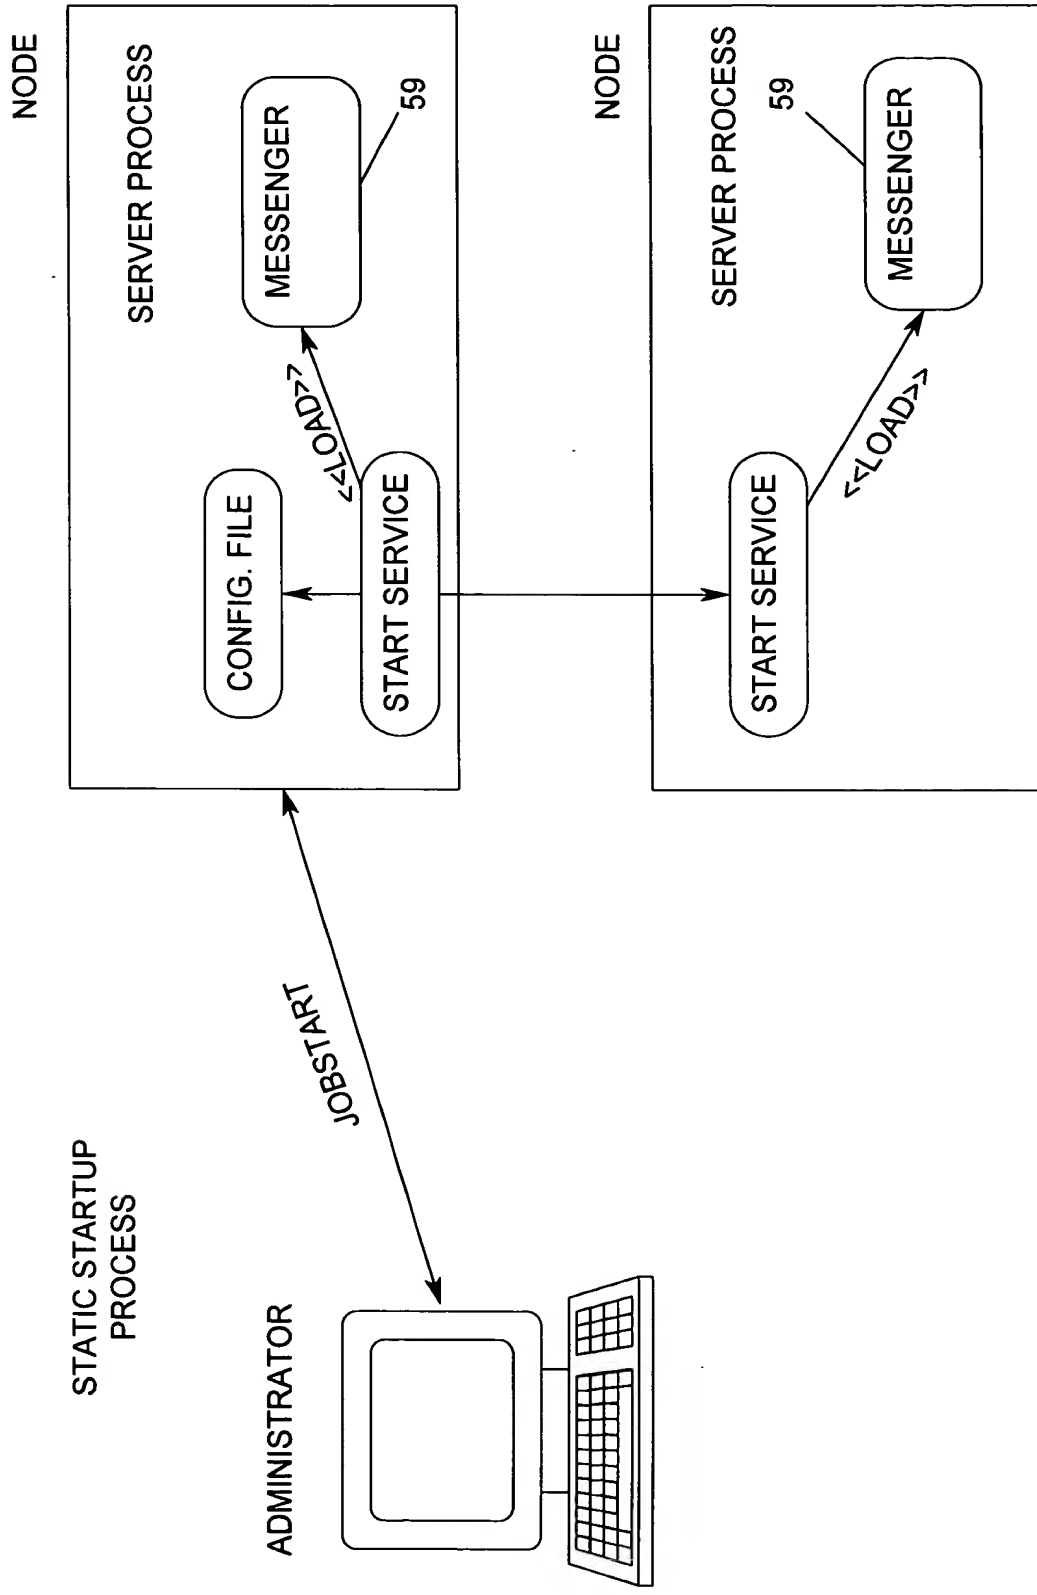 STATIC STARTUP
PROCESS
ADMINISTRATOR
JOBSTART
NODE
SERVER PROCESS
CONFIG. FILE
START SERVICE
<<LOAD>>
MESSENGER
59
NODE
SERVER PROCESS
START SERVICE
<<LOAD>>
MESSENGER
59